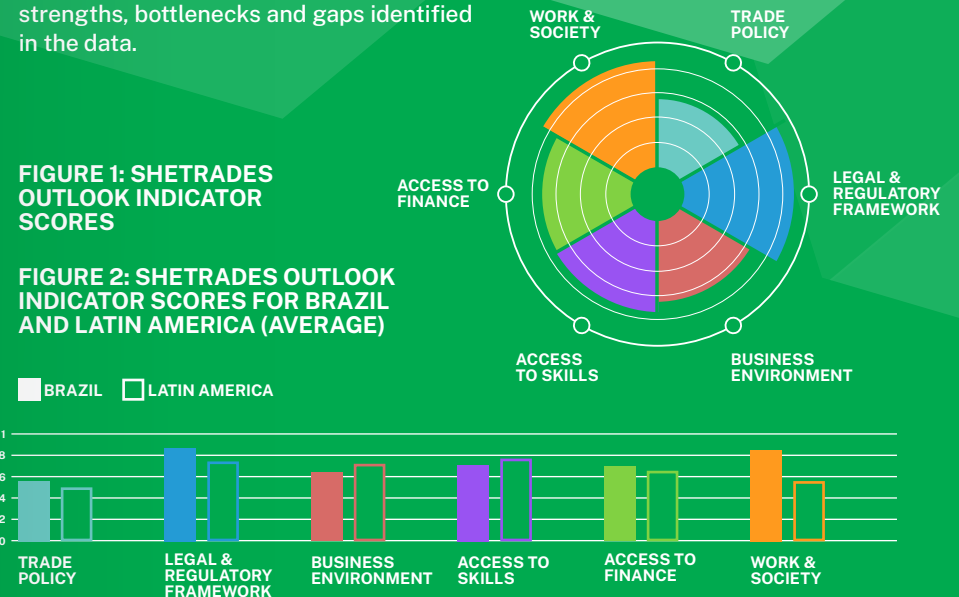 strengths, bottlenecks and gaps identified
in the data.
WORK &
SOCIETY
TRADE
POLICY
ACCESS TO
FINANCE
LEGAL &
REGULATORY
FRAMEWORK
ACCESS
TO SKILLS
BUSINESS
ENVIRONMENT
FIGURE 1: SHETRADES
OUTLOOK INDICATOR
SCORES
FIGURE 2: SHETRADES OUTLOOK
INDICATOR SCORES FOR BRAZIL
AND LATIN AMERICA (AVERAGE)
BRAZIL
LATIN AMERICA
1
8
6
4
2
0
TRADE
POLICY
LEGAL &
REGULATORY
FRAMEWORK
BUSINESS
ENVIRONMENT
ACCESS TO
SKILLS
ACCESS TO
FINANCE
WORK &
SOCIETY